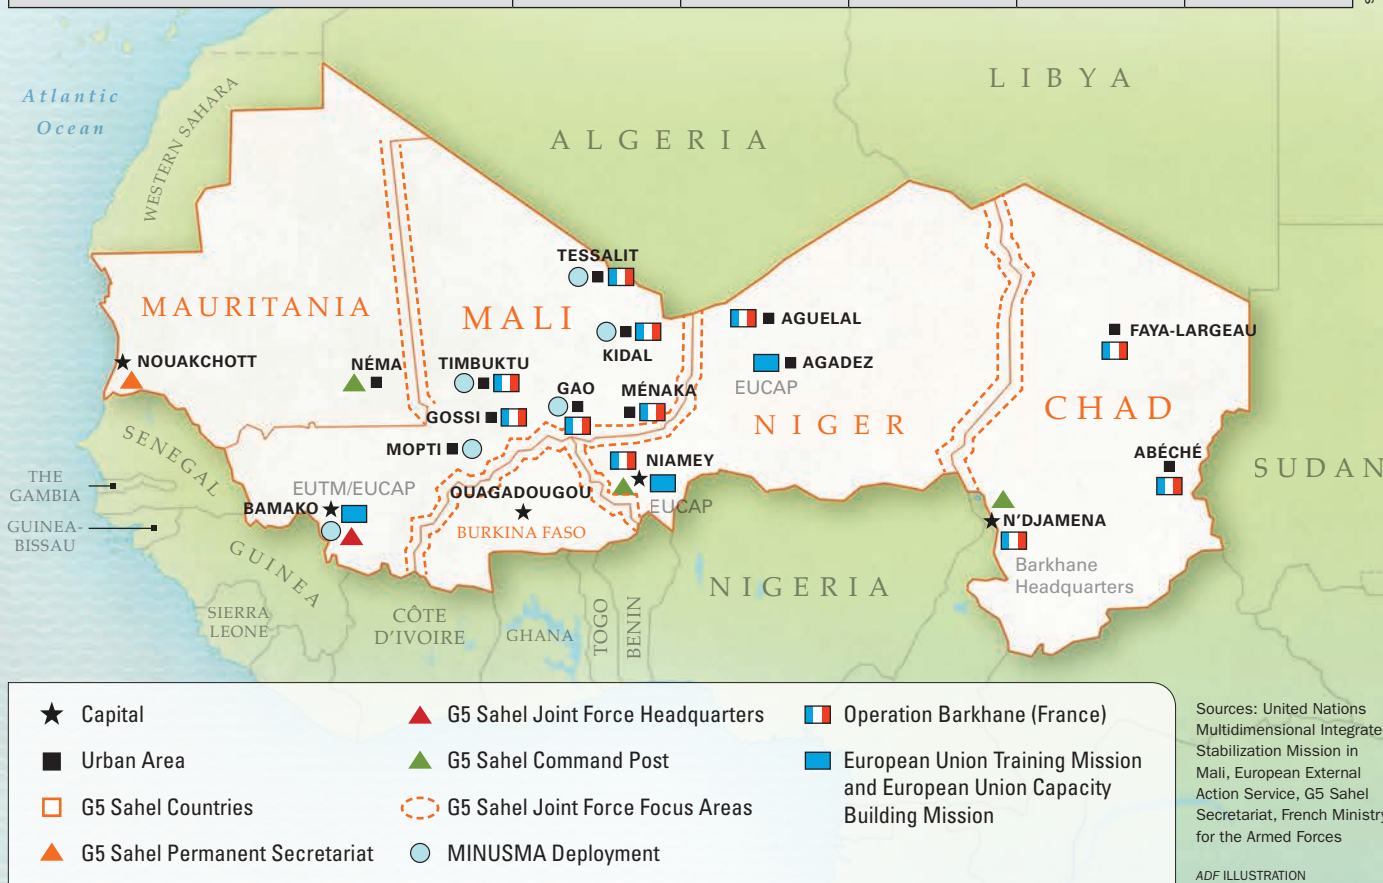 LIBYA
Atlantic
Ocean
WESTERN SAHARA
ALGERIA
TESSALIT
MAURITANIA
MALI
AGUELAL
FAYA-LARGEAU
KIDAL
NOUAKCHOTT
NÉMA
TIMBUKTU
AGADEZ
EUCAP
GAO
MÉNAKA
GOSSI
CHAD
NIGER
MOPTI
SENEGAL
NIAMEY
ABÉCHÉ
SUDAN
THE
GAMBIA
EUTM/EUCAP
OUAGADOUGOU
EUCAP
BAMAKO
N'DJAMENA
GUINEA-
BISSAU
BURKINA FASO
GUINEA
Barkhane
Headquarters
NIGERIA
SIERRA
LEONE
CÔTE
D'IVOIRE
GHANA
TOGO
BENIN
Capital
Urban Area
G5 Sahel Countries
G5 Sahel Permanent Secretariat
G5 Sahel Joint Force Headquarters
G5 Sahel Command Post
G5 Sahel Joint Force Focus Areas
MINUSMA Deployment
Operation Barkhane (France)
European Union Training Mission
and European Union Capacity
Building Mission
Sources: United Nations
Multidimensional Integrate
Stabilization Mission in
Mali, European External
Action Service, G5 Sahel
Secretariat, French Ministry
for the Armed Forces
ADF ILLUSTRATION